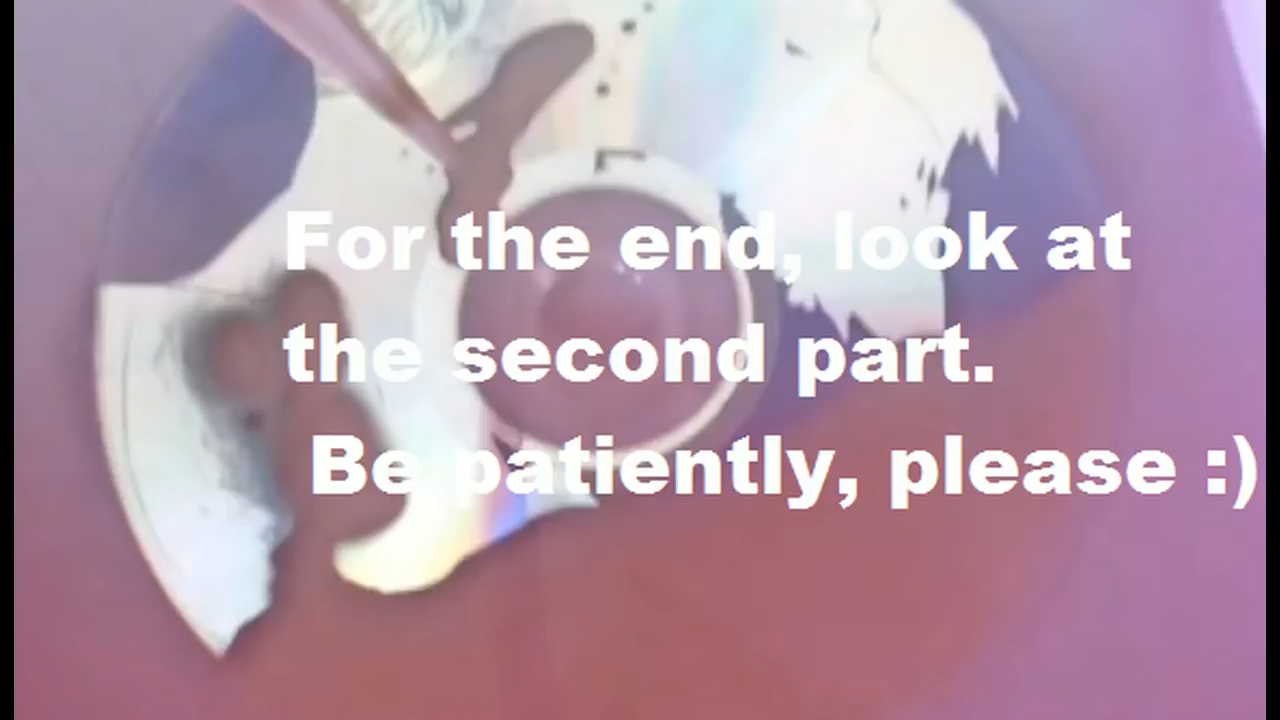 For the end, look at
the second part.
Be patiently, please :)